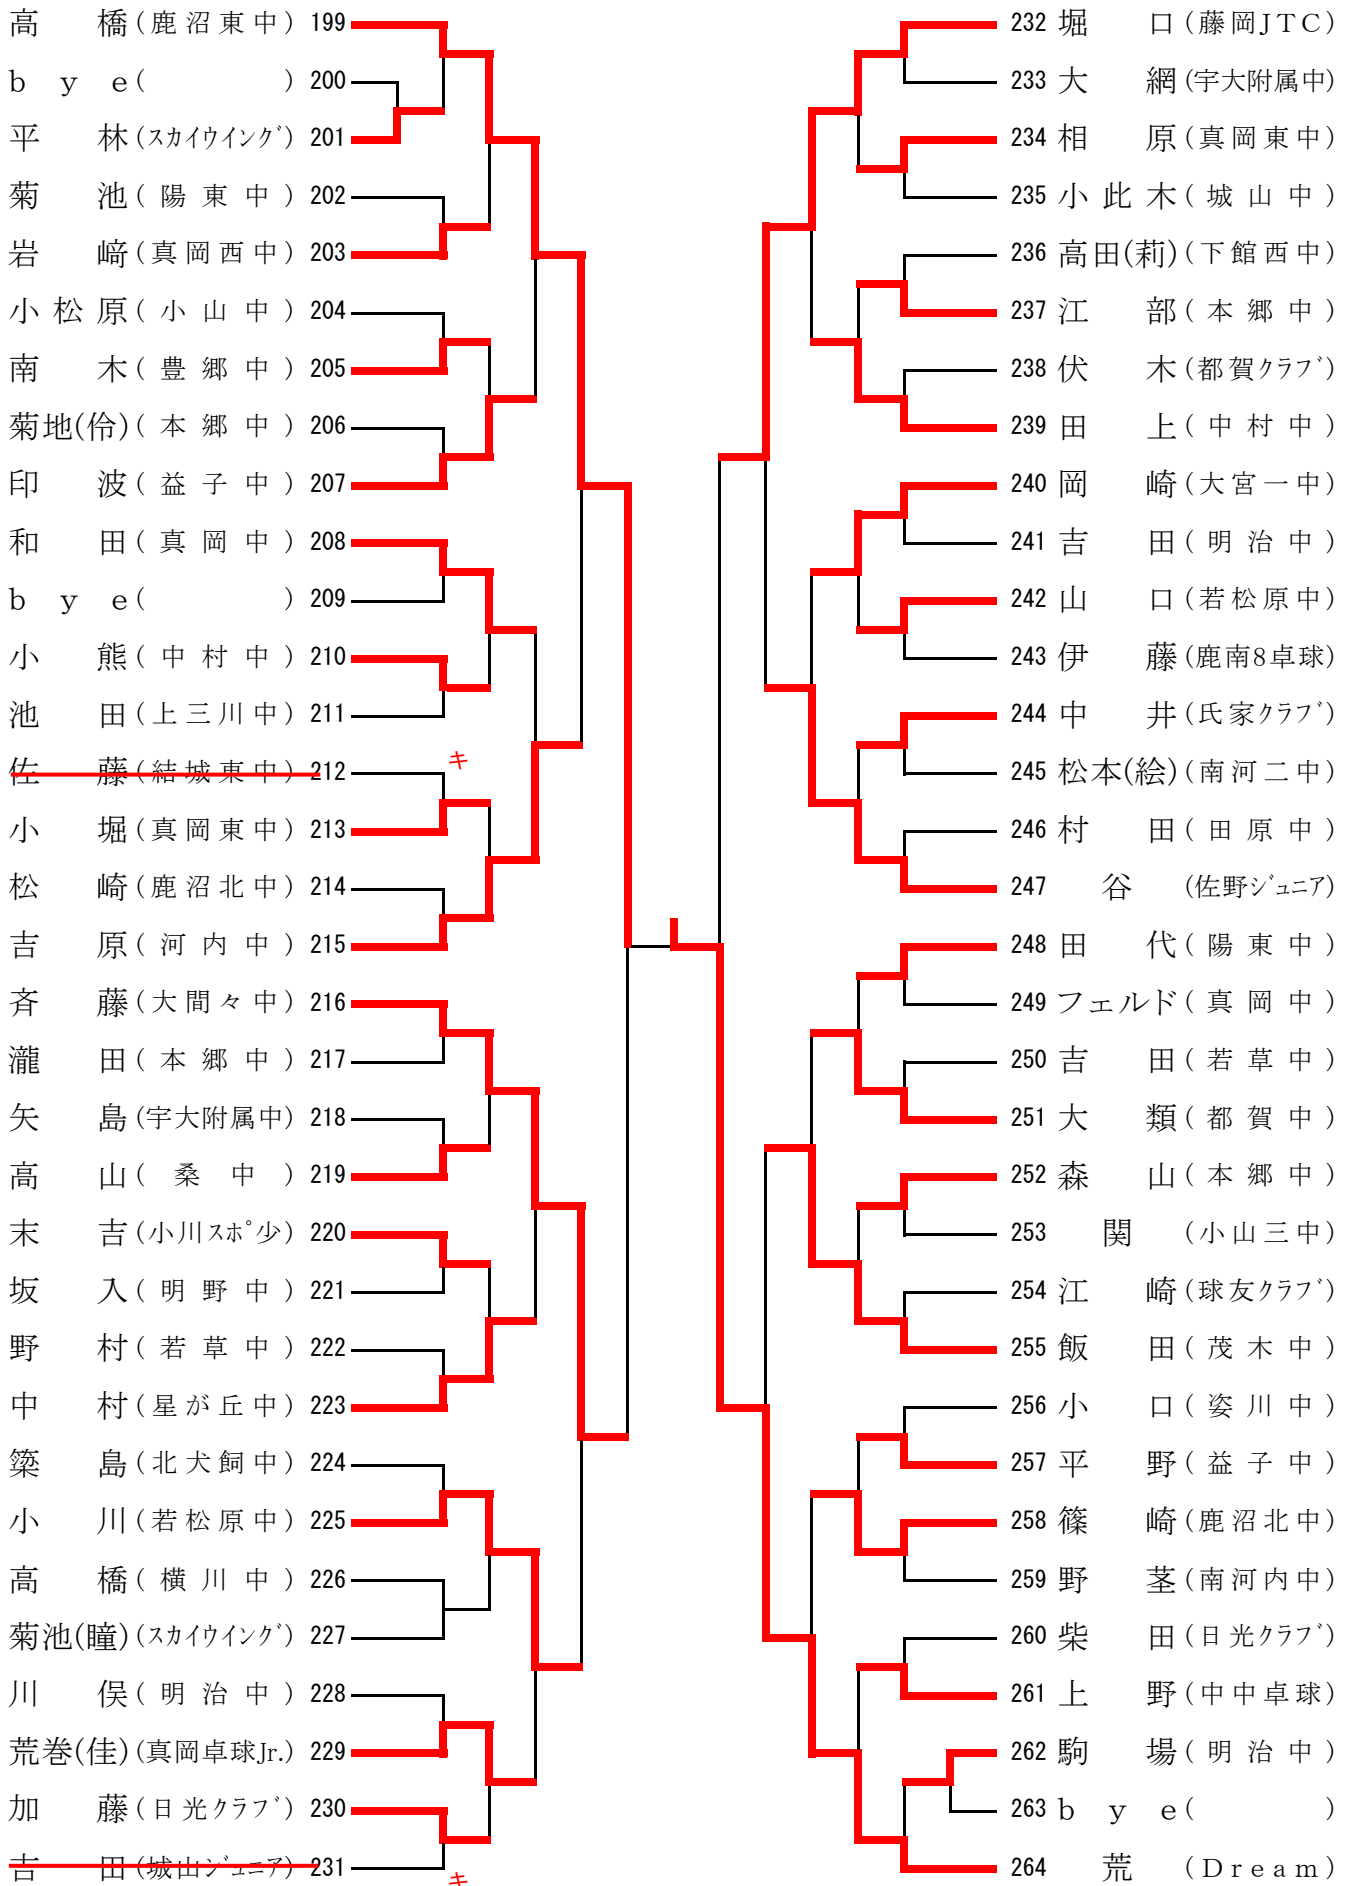 高橋(鹿沼東中) 199
bye( ) 200
平林(スカイウイング) 201
菊池(陽東中) 202
岩﨑(真岡西中) 203
小松原(小山中) 204
南木(豊郷中) 205
菊地(伶)(本郷中) 206
印波(益子中) 207
和田(真岡中) 208
bye( ) 209
小熊(中村中) 210
池田(上三川中) 211
キ
佐藤(結城東中) 212
小堀(真岡東中) 213
松崎(鹿沼北中) 214
吉原(河内中) 215
斉藤(大間々中) 216
瀧田(本郷中) 217
矢島(宇大附属中) 218
高山(桑中) 219
末吉(小川スポ少) 220
坂入(明野中) 221
野村(若草中) 222
中村(星が丘中) 223
簗島(北犬飼中) 224
小川(若松原中) 225
高橋(横川中) 226
菊池(瞳)(スカイウイング) 227
川俣(明治中) 228
荒巻(佳)(真岡卓球Jr.) 229
加藤(日光クラブ) 230
吉田(城山ジュニア) 231
キ
232 堀口(藤岡JTC)
233 大網(宇大附属中)
234 相原(真岡東中)
235 小此木(城山中)
236 高田(莉)(下館西中)
237 江部(本郷中)
238 伏木(都賀クラブ)
239 田上(中村中)
240 岡崎(大宮一中)
241 吉田(明治中)
242 山口(若松原中)
243 伊藤(鹿南8卓球)
244 中井(氏家クラブ)
245 松本(絵)(南河二中)
246 村田(田原中)
247 谷(佐野ジュニア)
248 田代(陽東中)
249 フェルド(真岡中)
250 吉田(若草中)
251 大類(都賀中)
252 森山(本郷中)
253 関(小山三中)
254 江崎(球友クラブ)
255 飯田(茂木中)
256 小口(姿川中)
257 平野(益子中)
258 篠崎(鹿沼北中)
259 野茎(南河内中)
260 柴田(日光クラブ)
261 上野(中中卓球)
262 駒場(明治中)
263 bye( )
264 荒(Dream)